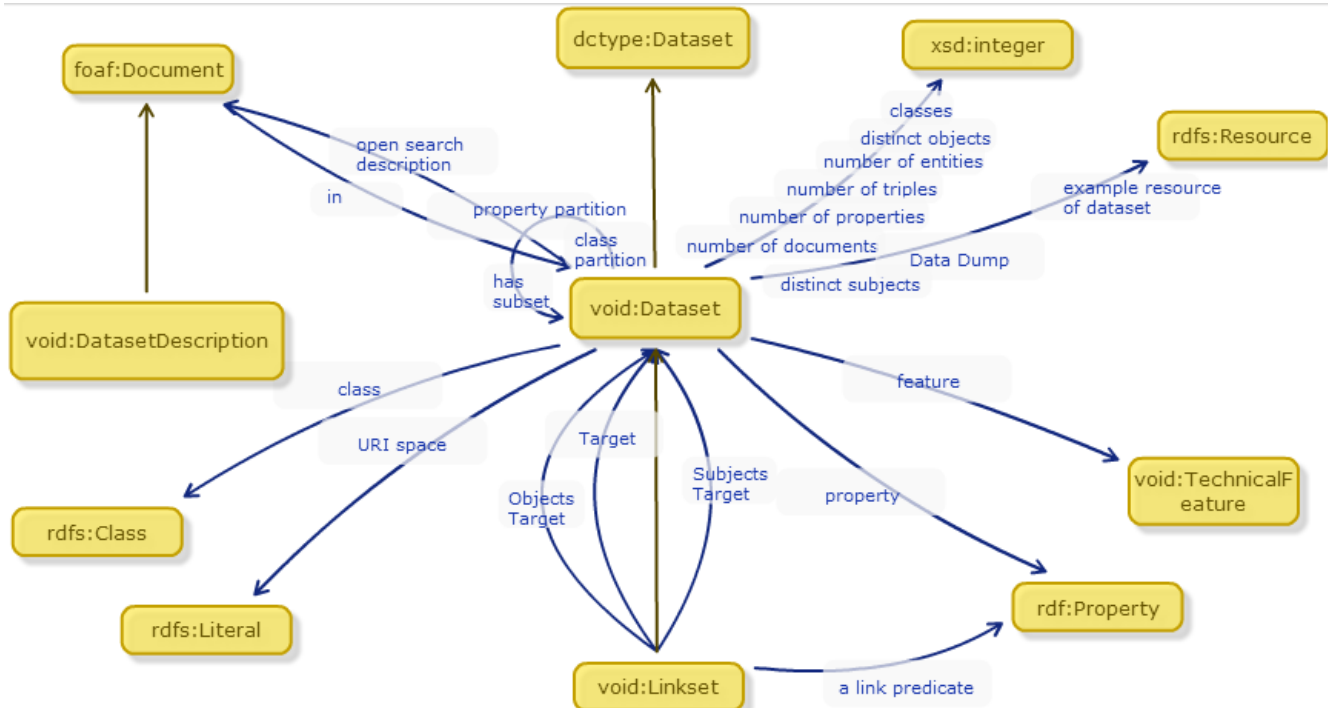 dctype:Dataset
xsd:integer
foaf:Document
classes
distinct objects
rdfs:Resource
open search
description
number of entities
number of triples
example resource
of dataset
in
property partition
number of properties
class
partition
number of documents
Data Dump
has
subset
distinct subjects
void:Dataset
void:DatasetDescription
class
feature
URI space
Target
Subjects
Target
void:TechnicalF
eature
Objects
Target
property
rdfs:Class
rdf:Property
rdfs:Literal
void:Linkset
a link predicate